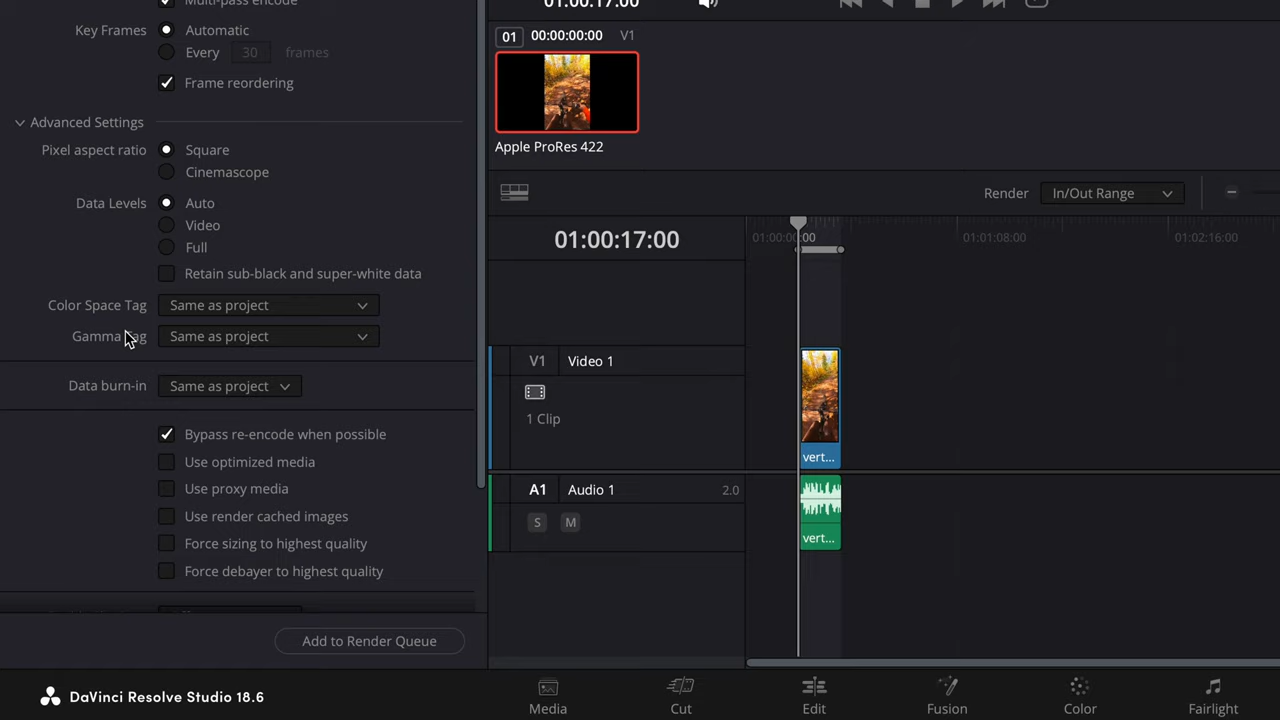 Multi-pass encode
Key Frames
Automatic
Every 30 frames
Frame reordering
Advanced Settings
Pixel aspect ratio
Square
Cinemascope
Data Levels
Auto
Video
Full
Retain sub-black and super-white data
Color Space Tag
Same as project
Gamma Tag
Same as project
Data burn-in
Same as project
Bypass re-encode when possible
Use optimized media
Use proxy media
Use render cached images
Force sizing to highest quality
Force debayer to highest quality
Add to Render Queue
01:00:17:00
01 00:00:00:00 V1
Apple ProRes 422
Render
In/Out Range
01:00:17:00
01:00:00:00
01:01:08:00
01:02:16:00
V1 Video 1
1 Clip
vert...
A1 Audio 1 2.0
S M
vert...
DaVinci Resolve Studio 18.6
Media
Cut
Edit
Fusion
Color
Fairlight